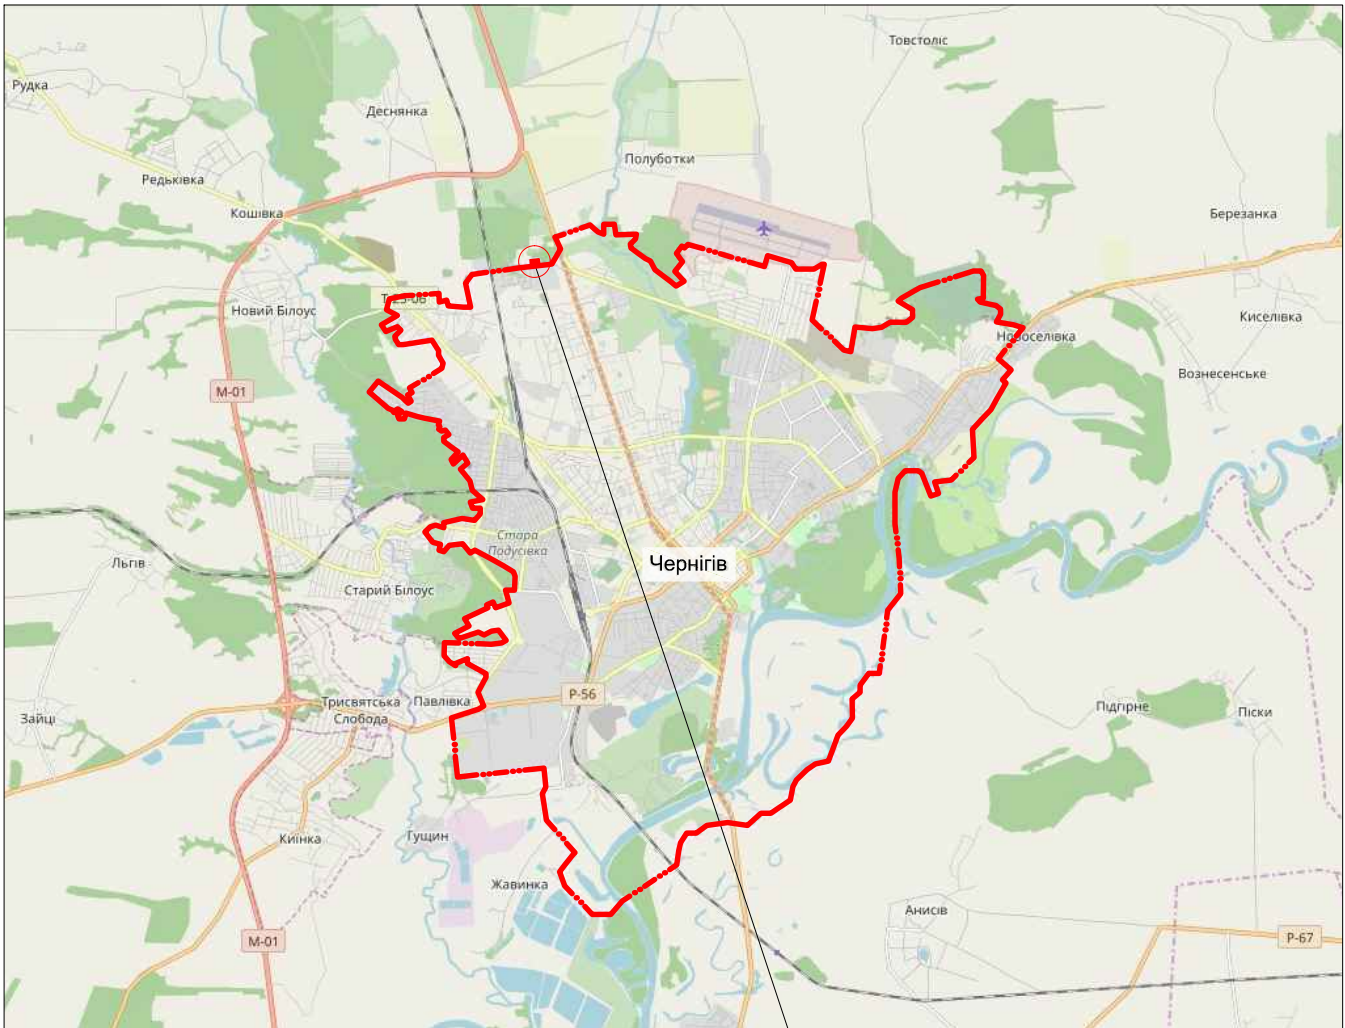 Товстоліс
Рудка
Деснянка
Полуботки
Редьківка
Кошівка
Березанка
Новий Білоус
Киселівка
Новоселівка
Вознесенське
М-01
Стара
Подусівка
Чернігів
Льгів
Старий Білоус
Р-56
Трисвятська
Слобода
Павлівка
Підгірне
Піски
Зайці
Киїнка
Гущин
Жавинка
Анисів
М-01
Р-67